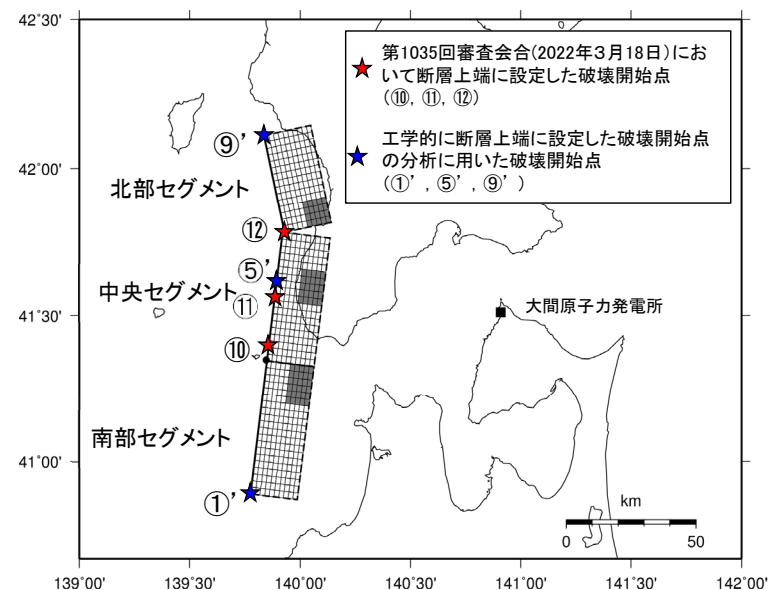 42°30'
42°00'
41°30'
41°00'
第1035回審査会合(2022年3月18日)にお
いて断層上端に設定した破壊開始点
(⑩, ⑪, ⑫)
工学的に断層上端に設定した破壊開始点
の分析に用いた破壊開始点
(①’, ⑤’, ⑨’ )
⑨’
北部セグメント
⑫
⑤’
中央セグメント
⑪
大間原子力発電所
⑩
南部セグメント
①’
km
0 50
139°00' 139°30' 140°00' 140°30' 141°00' 141°30' 142°00'